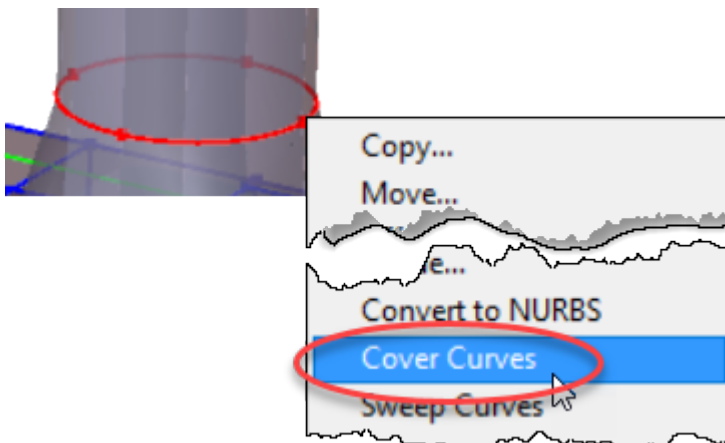 Copy...
Move...
Convert to NURBS
Cover Curves
Sweep Curves